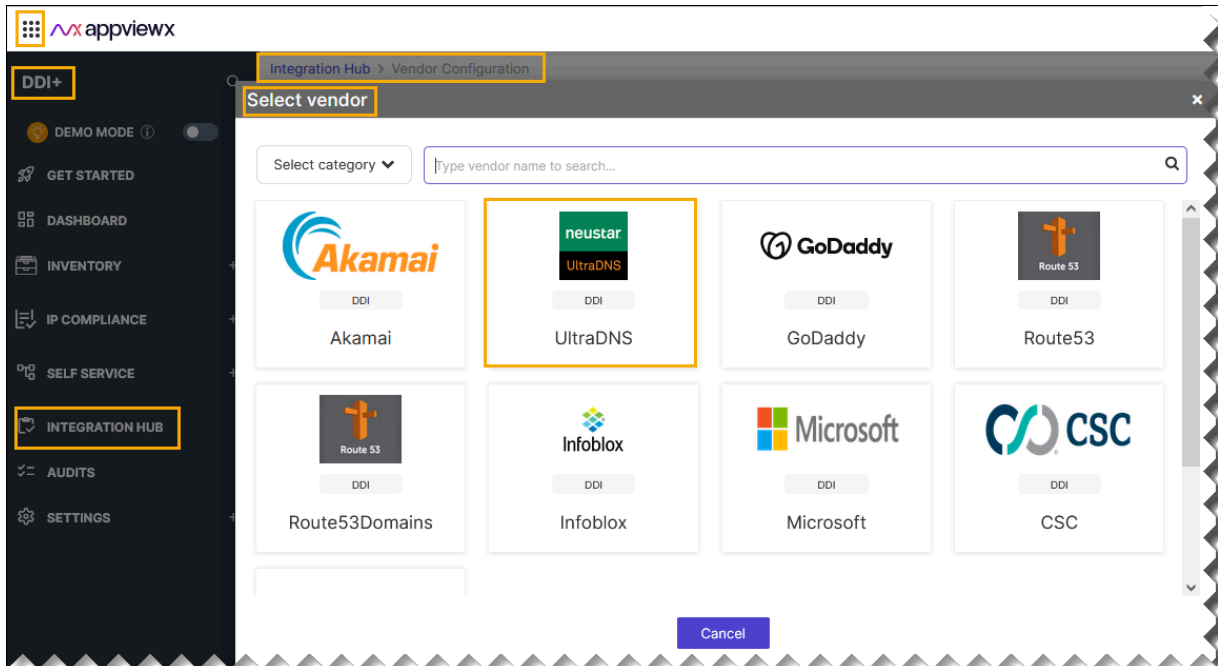 appviewx
DDI+
Integration Hub > Vendor Configuration
Select vendor
×
DEMO MODE
GET STARTED
DASHBOARD
INVENTORY +
IP COMPLIANCE +
SELF SERVICE +
INTEGRATION HUB
AUDITS
SETTINGS +
Select category
Type vendor name to search...
Akamai
DDI
Akamai
neustar
UltraDNS
DDI
UltraDNS
GoDaddy
DDI
GoDaddy
Route 53
DDI
Route53
Route 53
DDI
Route53Domains
Infoblox
DDI
Infoblox
Microsoft
DDI
Microsoft
CSC
DDI
CSC
Cancel